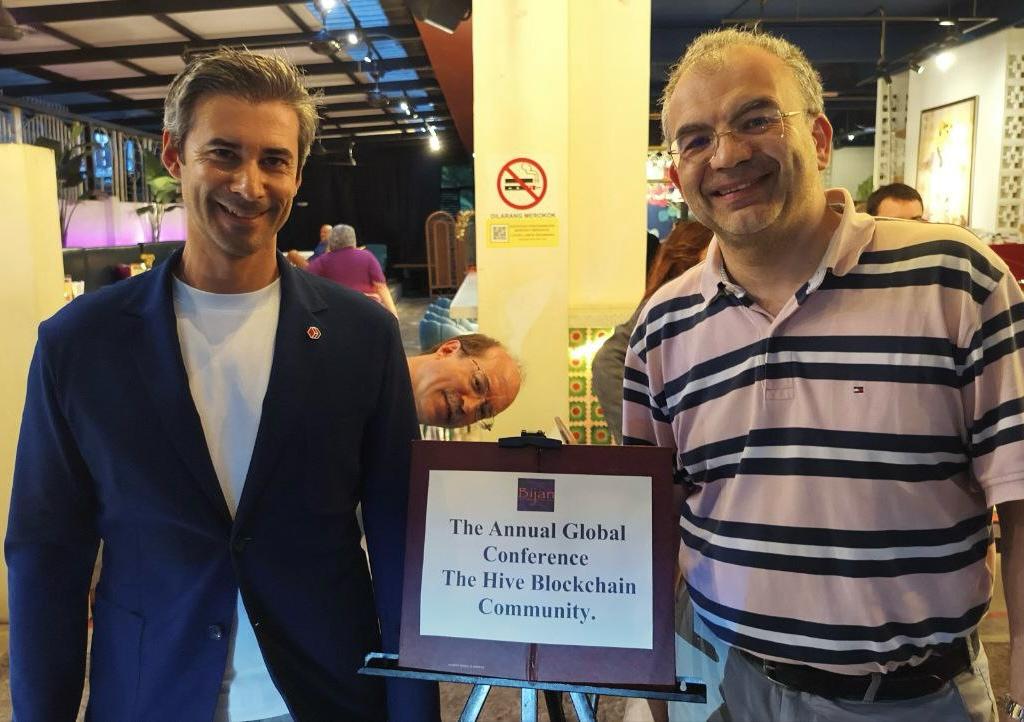 DILARANG MEROKOK
Bijan
The Annual Global
Conference
The Hive Blockchain
Community.